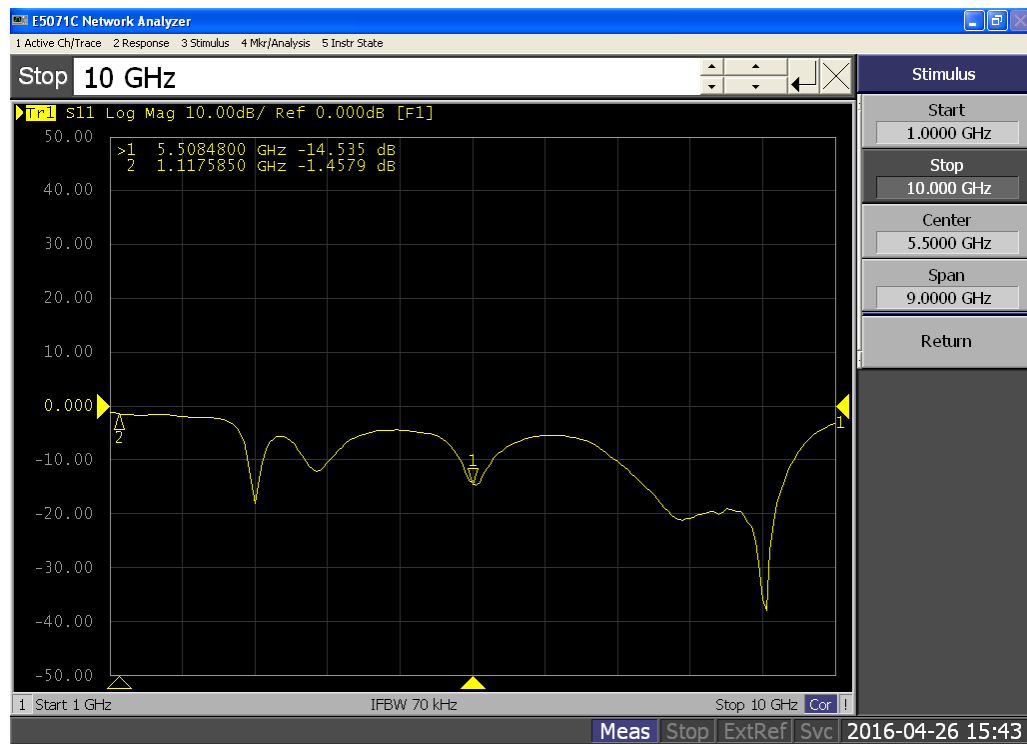 E5071C Network Analyzer
1 Active Ch/Trace 2 Response 3 Stimulus 4 Mkr/Analysis 5 Instr State
Stop 10 GHz
Tr1 S11 Log Mag 10.00dB/ Ref 0.000dB [F1]
50.00
>1 5.5084800 GHz -14.535 dB
2 1.1175850 GHz -1.4579 dB
40.00
30.00
20.00
10.00
0.000
1
2
-10.00
1
-20.00
-30.00
-40.00
-50.00
1 Start 1 GHz IFBW 70 kHz Stop 10 GHz Cor !
Meas Stop ExtRef Svc 2016-04-26 15:43
Stimulus
Start
1.0000 GHz
Stop
10.000 GHz
Center
5.5000 GHz
Span
9.0000 GHz
Return